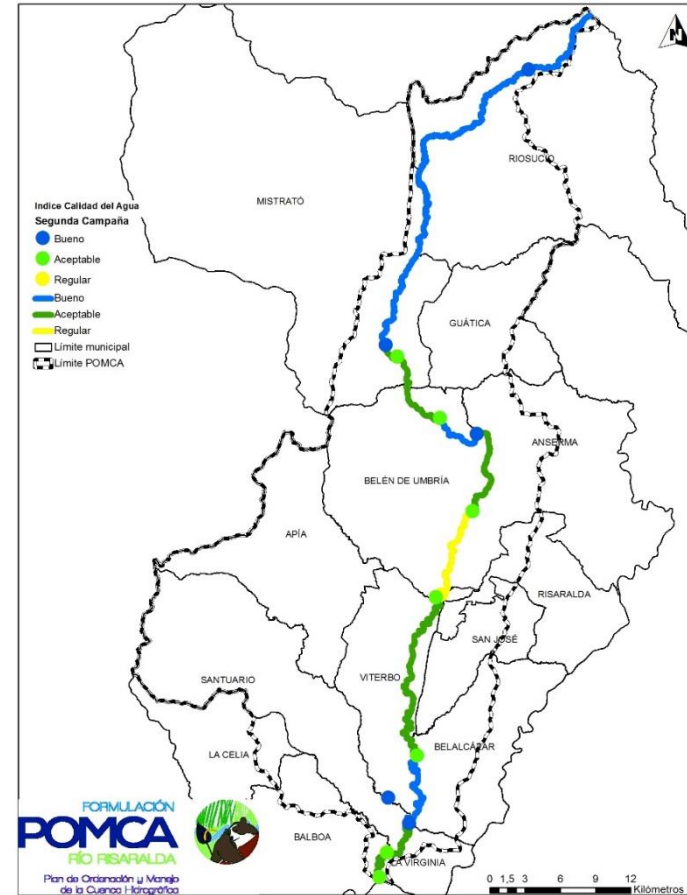 N
RIOSUCIO
MISTRATÓ
Indice Calidad del Agua
Segunda Campaña
Bueno
Aceptable
Regular
Bueno
Aceptable
Regular
Límite municipal
Límite POMCA
GUÁTICA
ANSERMA
BELÉN DE UMBRÍA
APÍA
RISARALDA
SAN JOSÉ
SANTUARIO
VITERBO
LA CELIA
BELALCÁZAR
BALBOA
LA VIRGINIA
FORMULACIÓN
POMCA
RÍO RISARALDA
Plan de Ordenación y Manejo
de la Cuenca Hidrográfica
0 1,5 3 6 9 12
Kilómetros